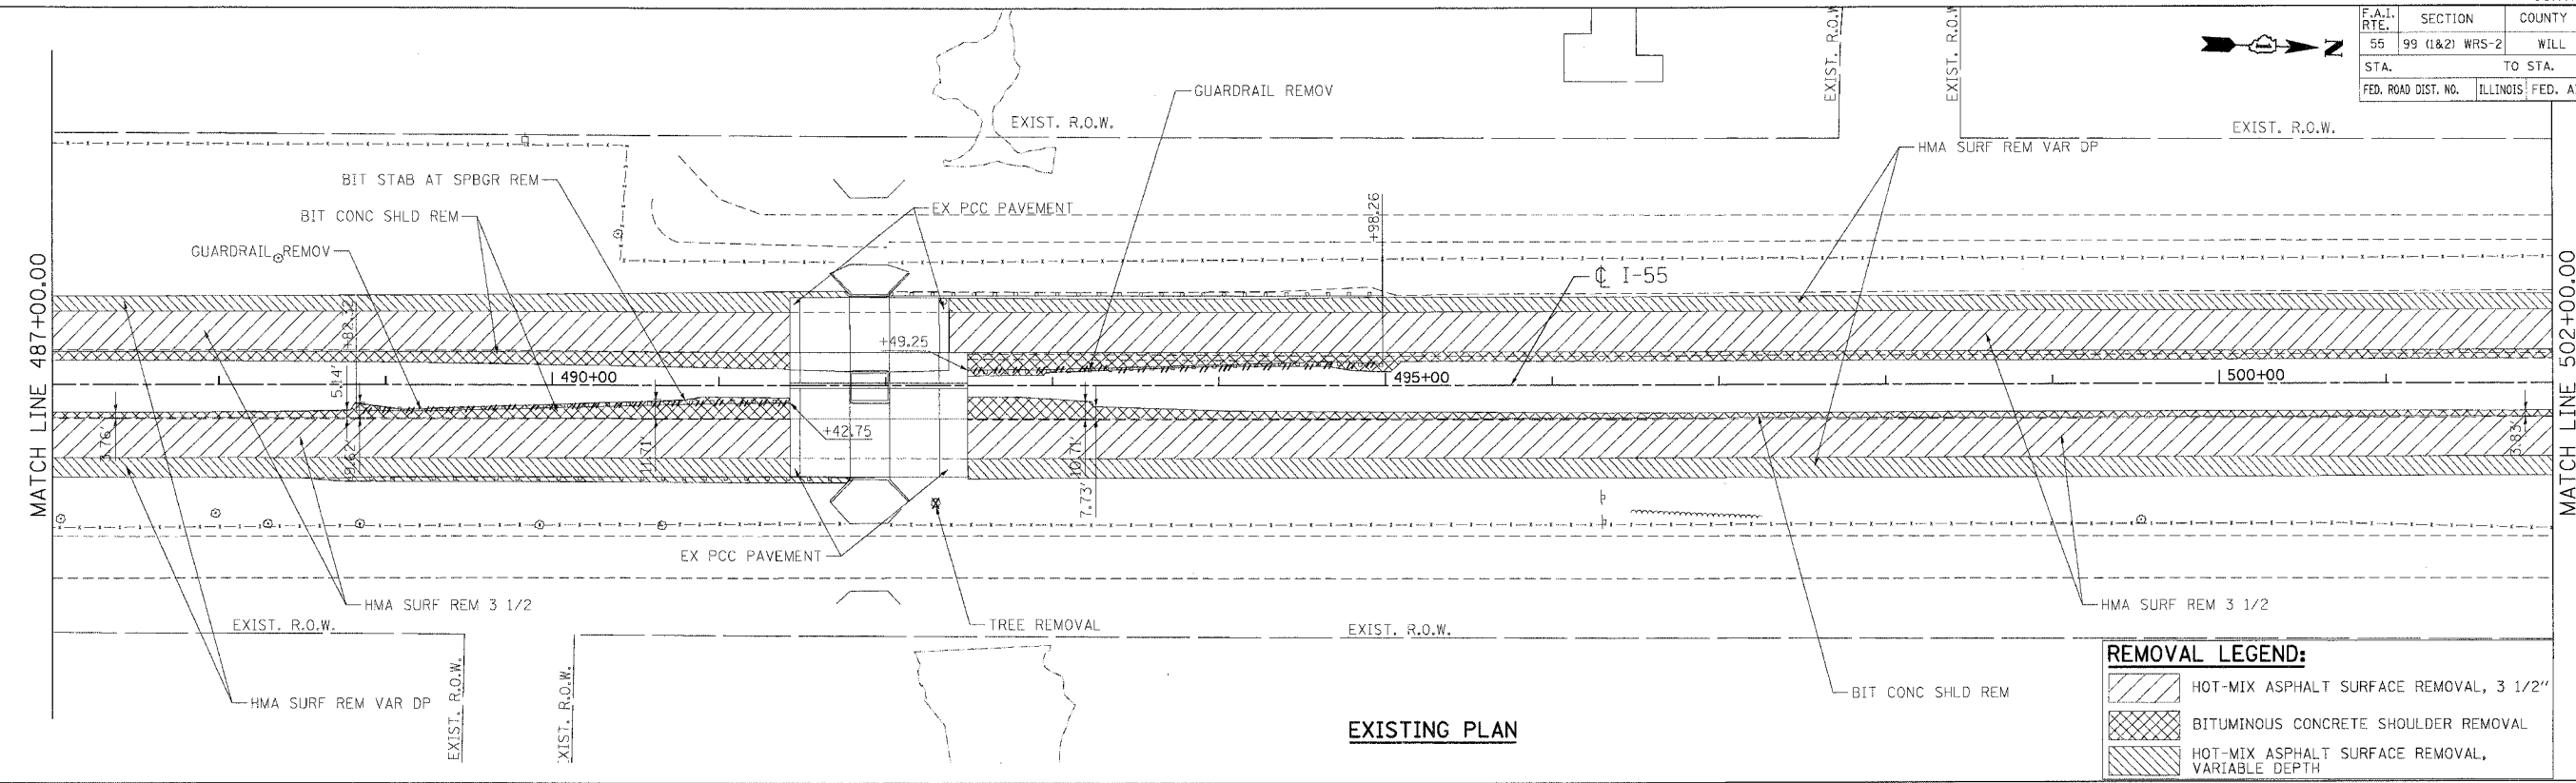 F.A.I. RTE. SECTION COUNTY
55 99 (1&2) WRS-2 WILL
STA. TO STA.
FED. ROAD DIST. NO. ILLINOIS FED.
N
EXIST. R.O.W.
EXIST. R.O.W.
GUARDRAIL REMOV
EXIST. R.O.W.
EXIST. R.O.W.
HMA SURF REM VAR DP
BIT STAB AT SPBGR REM
BIT CONC SHLD REM
EX PCC PAVEMENT
+98.26
GUARDRAIL REMOV
℄ I-55
MATCH LINE 487+00.00
MATCH LINE 502+00.00
+82.32
5.14'
+49.25
490+00
495+00
500+00
3.76'
9.62'
11.71'
+42.75
10.71'
7.73'
3.83'
EX PCC PAVEMENT
HMA SURF REM 3 1/2
TREE REMOVAL
HMA SURF REM 3 1/2
EXIST. R.O.W.
EXIST. R.O.W.
EXIST. R.O.W.
XIST. R.O.W.
HMA SURF REM VAR DP
BIT CONC SHLD REM
EXISTING PLAN
REMOVAL LEGEND:
HOT-MIX ASPHALT SURFACE REMOVAL, 3 1/2"
BITUMINOUS CONCRETE SHOULDER REMOVAL
HOT-MIX ASPHALT SURFACE REMOVAL,
VARIABLE DEPTH